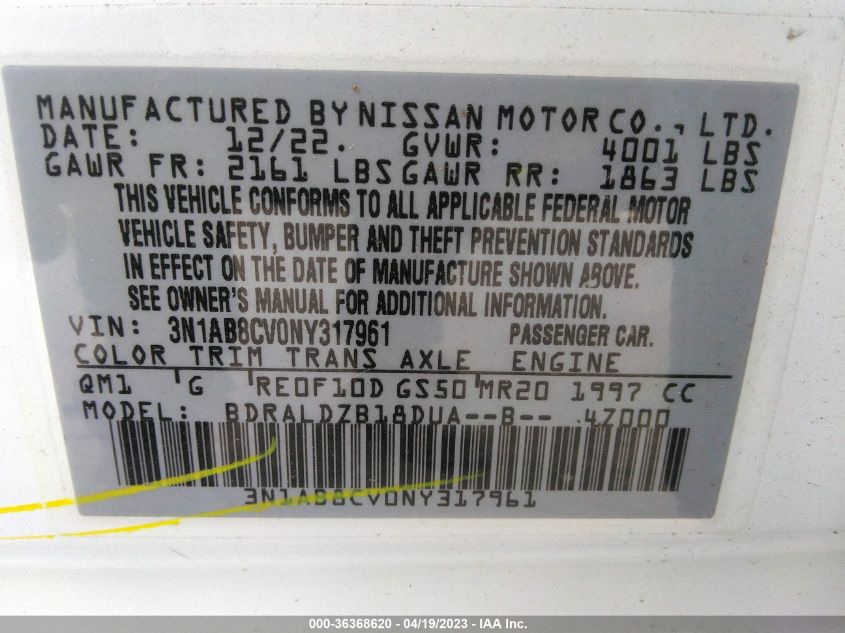 MANUFACTURED BY NISSAN MOTOR CO., LTD.
DATE: 12/22. GVWR: 4001 LBS
GAWR FR: 2161 LBS GAWR RR: 1863 LBS
THIS VEHICLE CONFORMS TO ALL APPLICABLE FEDERAL MOTOR
VEHICLE SAFETY, BUMPER AND THEFT PREVENTION STANDARDS
IN EFFECT ON THE DATE OF MANUFACTURE SHOWN ABOVE.
SEE OWNER'S MANUAL FOR ADDITIONAL INFORMATION.
VIN: 3N1AB8CV0NY317961 PASSENGER CAR.
COLOR TRIM TRANS AXLE ENGINE
QM1 G RE0F10D GS50 MR20 1997 CC
MODEL: BDRALDZB18DUA--B-- 4Z000
3N1AB8CV0NY317961
000-36368620 - 04/19/2023 - IAA Inc.